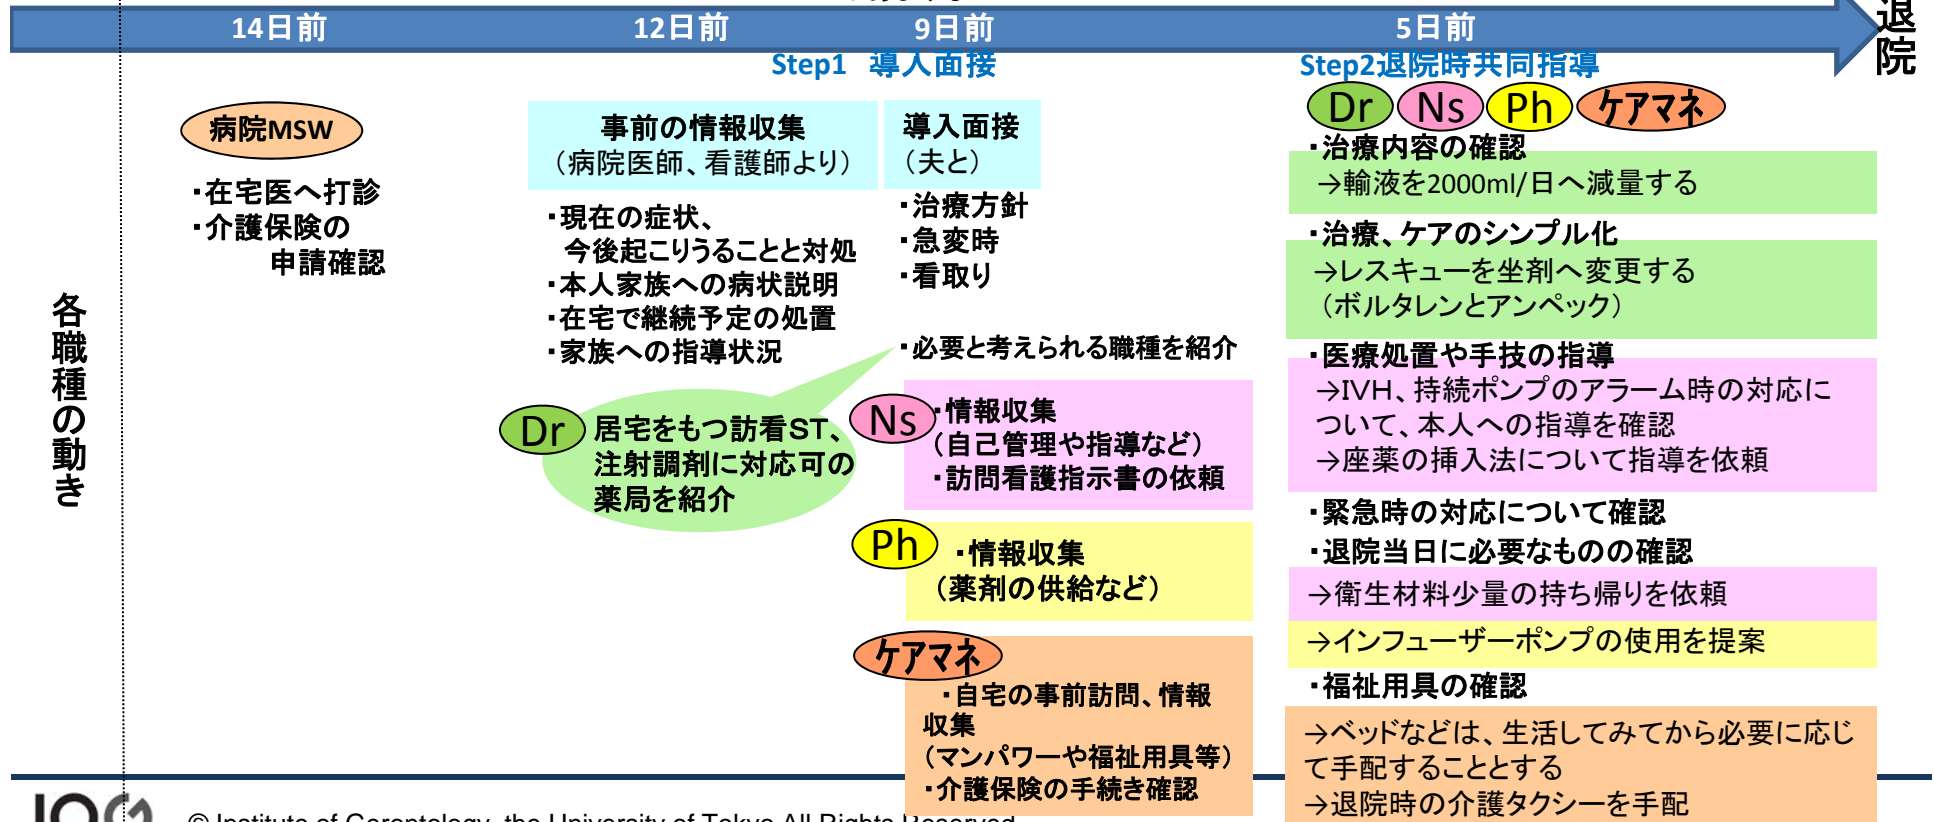 14日前
12日前
9日前
5日前
退院
Step1 導入面接
Step2退院時共同指導
各職種の動き
病院MSW
・在宅医へ打診
・介護保険の
申請確認
事前の情報収集
（病院医師、看護師より）
・現在の症状、
今後起こりうることと対処
・本人家族への病状説明
・在宅で継続予定の処置
・家族への指導状況
Dr
居宅をもつ訪看ST、
注射調剤に対応可の
薬局を紹介
導入面接
（夫と）
・治療方針
・急変時
・看取り
・必要と考えられる職種を紹介
Ns
・情報収集
（自己管理や指導など）
・訪問看護指示書の依頼
Ph
・情報収集
（薬剤の供給など）
ケアマネ
・自宅の事前訪問、情報
収集
（マンパワーや福祉用具等）
・介護保険の手続き確認
Dr Ns Ph ケアマネ
・治療内容の確認
→輸液を2000ml/日へ減量する
・治療、ケアのシンプル化
→レスキューを坐剤へ変更する
（ボルタレンとアンペック）
・医療処置や手技の指導
→IVH、持続ポンプのアラーム時の対応に
ついて、本人への指導を確認
→座薬の挿入法について指導を依頼
・緊急時の対応について確認
・退院当日に必要なものの確認
→衛生材料少量の持ち帰りを依頼
→インフューザーポンプの使用を提案
・福祉用具の確認
→ベッドなどは、生活してみてから必要に応じ
て手配することとする
→退院時の介護タクシーを手配
© Institute of Gerontology, the University of Tokyo All Rights Reserved